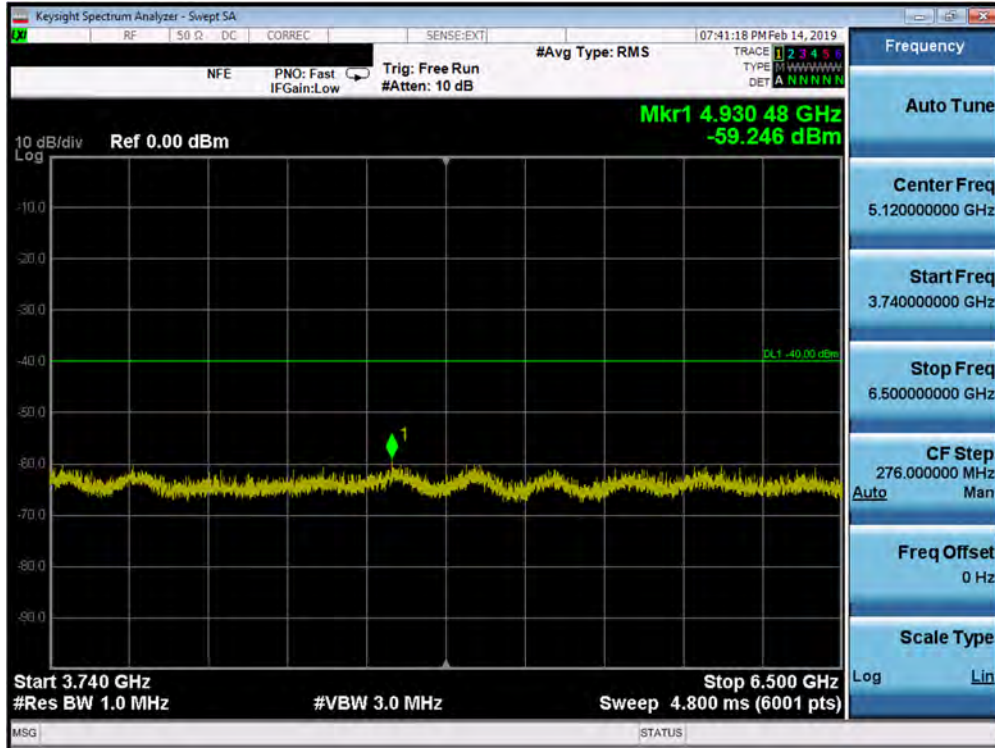 Keysight Spectrum Analyzer - Swept SA
LXI RF 50 Ω DC CORREC SENSE:EXT 07:41:18 PM Feb 14, 2019
Frequency
#Avg Type: RMS
TRACE 1 2 3 4 5 6
TYPE M W W W W W
DET A N N N N N
NFE
PNO: Fast
IFGain:Low
Trig: Free Run
#Atten: 10 dB
Mkr1 4.930 48 GHz
-59.246 dBm
10 dB/div
Log
Ref 0.00 dBm
-10.0
-20.0
-30.0
-40.0
DL1 -40.00 dBm
-50.0
1
-60.0
-70.0
-80.0
-90.0
Start 3.740 GHz
Stop 6.500 GHz
#Res BW 1.0 MHz
#VBW 3.0 MHz
Sweep 4.800 ms (6001 pts)
MSG
STATUS
Auto Tune
Center Freq
5.120000000 GHz
Start Freq
3.740000000 GHz
Stop Freq
6.500000000 GHz
CF Step
276.000000 MHz
Auto Man
Freq Offset
0 Hz
Scale Type
Log Lin